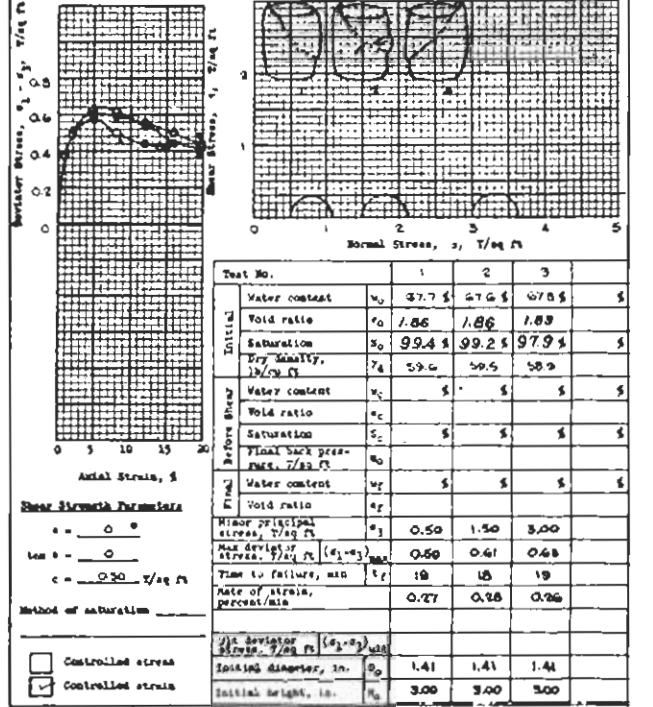 Deviator Stress, σ1 - σ3, T/sq ft
0.8
0.6
0.4
0.2
0
0 5 10 15 20
Axial Strain, %
Shear Stress, τ, T/sq ft
2
1
0 1 2 3 4 5
Normal Stress, σ, T/sq ft
1 2 3
Shear Strength Parameters
φ = 0 °
tan φ = 0
c = 0.30 T/sq ft
Method of saturation
Controlled stress
Controlled strain
Test No. 1 2 3
Initial
Water content w0 % % 67.8 % %
Void ratio e0 1.86 1.86 1.83
Saturation S0 99.4 % 99.2 % 97.9 % %
Dry density, lb/cu ft γd 59.6 59.5 58.9
Before Shear
Water content wc % % % %
Void ratio ec
Saturation Sc % % % %
Final back pressure, T/sq ft u0
Final
Water content wf % % % %
Void ratio ef
Minor principal stress, T/sq ft σ3 0.50 1.50 3.00
Max deviator stress, T/sq ft (σ1-σ3)max 0.61
Time to failure, min tf 18 18 19
Rate of strain, percent/min 0.27 0.28 0.26
Ult deviator stress, T/sq ft (σ1-σ3)ult
Initial diameter, in. D0 1.41 1.41 1.41
Initial height, in. H0 3.00 3.00 3.00